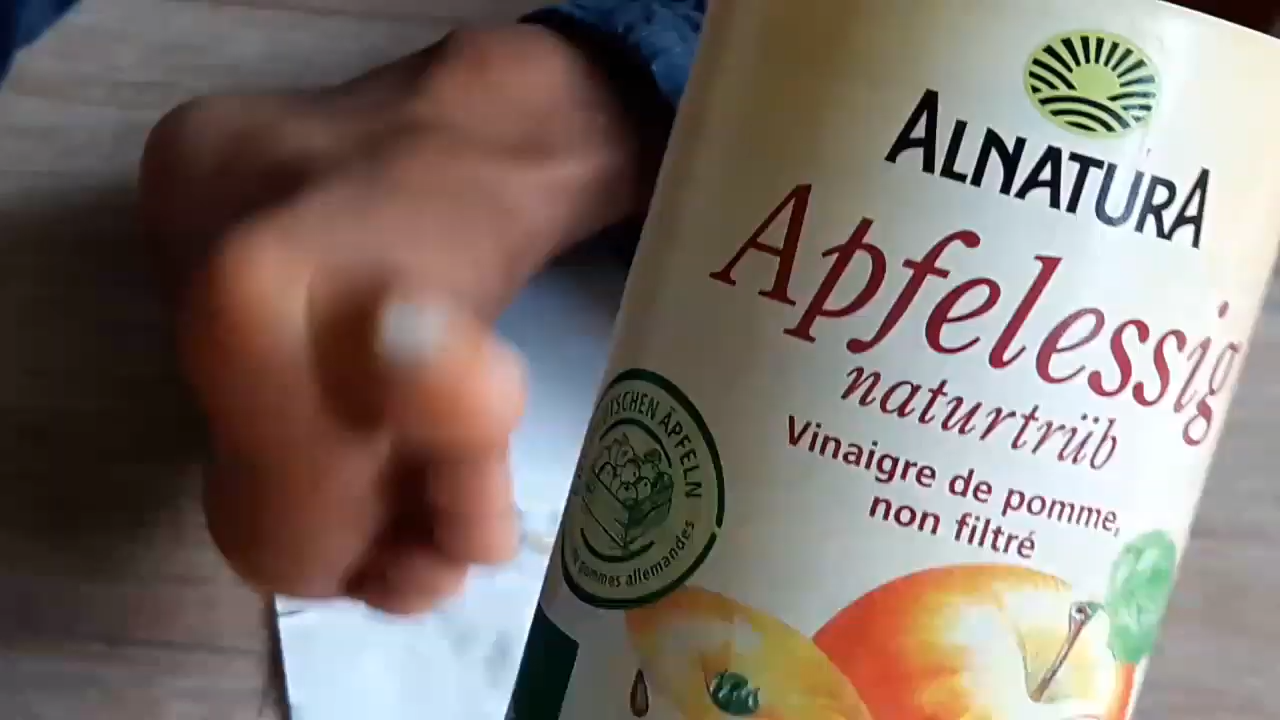 ALNATURA
Apfelessig
naturtrüb
Vinaigre de pomme,
non filtré
ÄPFELN
pommes allemandes